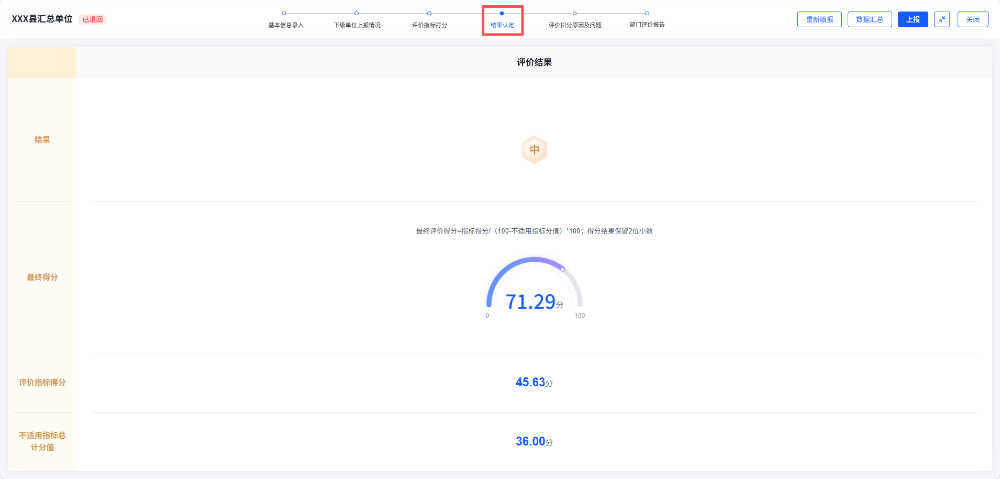 XXX县汇总单位
已退回
基本信息录入
下级单位上报情况
评价指标打分
结果认定
评价扣分原因及问题
部门评价报告
重新填报
数据汇总
上报
关闭
评价结果
结果
中
最终得分
最终评价得分=指标得分/（100-不适用指标分值）*100；得分结果保留2位小数
71.29分
0
100
评价指标得分
45.63分
不适用指标总
计分值
36.00分